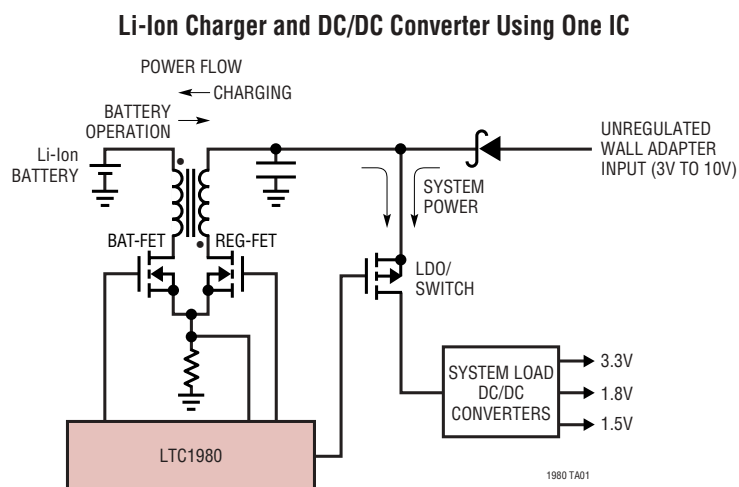 Li-Ion Charger and DC/DC Converter Using One IC
POWER FLOW
CHARGING
BATTERY
OPERATION
Li-Ion
BATTERY
UNREGULATED
WALL ADAPTER
INPUT (3V TO 10V)
SYSTEM
POWER
BAT-FET
REG-FET
LDO/
SWITCH
SYSTEM LOAD
DC/DC
CONVERTERS
3.3V
1.8V
1.5V
LTC1980
1980 TA01